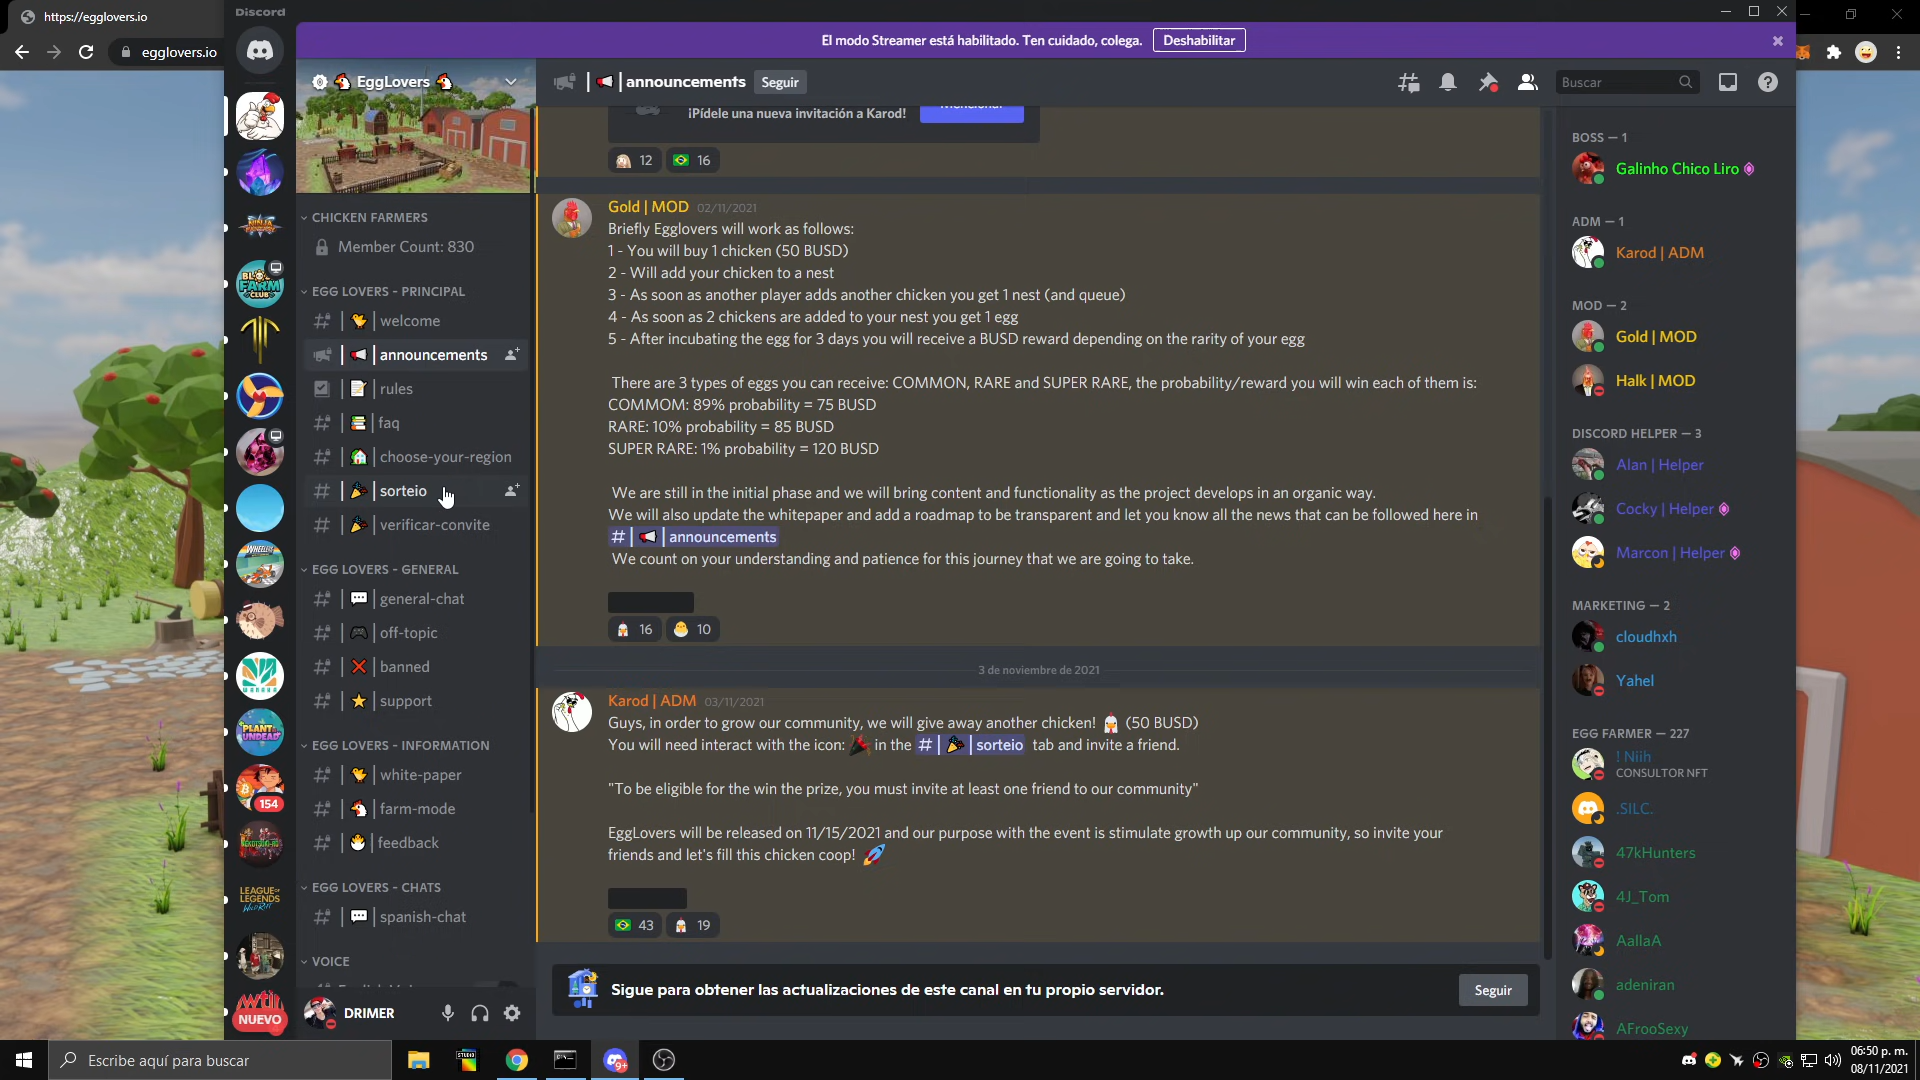 https://egglovers.io
egglovers.io
Discord
El modo Streamer está habilitado. Ten cuidado, colega.
Deshabilitar
EggLovers
announcements
Seguir
Buscar
CHICKEN FARMERS
Member Count: 830
EGG LOVERS - PRINCIPAL
welcome
announcements
rules
faq
choose-your-region
sorteio
verificar-convite
EGG LOVERS - GENERAL
general-chat
off-topic
banned
support
EGG LOVERS - INFORMATION
white-paper
farm-mode
feedback
EGG LOVERS - CHATS
spanish-chat
VOICE
DRIMER
BLO FARM CLUB
WHEELERS
WANAKA
PLANT UNDEAD
154
LEAGUE OF LEGENDS
WILD RIFT
NUEVO
¡Pídele una nueva invitación a Karod!
12 16
Gold | MOD 02/11/2021
Briefly Egglovers will work as follows:
1 - You will buy 1 chicken (50 BUSD)
2 - Will add your chicken to a nest
3 - As soon as another player adds another chicken you get 1 nest (and queue)
4 - As soon as 2 chickens are added to your nest you get 1 egg
5 - After incubating the egg for 3 days you will receive a BUSD reward depending on the rarity of your egg
There are 3 types of eggs you can receive: COMMON, RARE and SUPER RARE, the probability/reward you will win each of them is:
COMMOM: 89% probability = 75 BUSD
RARE: 10% probability = 85 BUSD
SUPER RARE: 1% probability = 120 BUSD
We are still in the initial phase and we will bring content and functionality as the project develops in an organic way.
We will also update the whitepaper and add a roadmap to be transparent and let you know all the news that can be followed here in
# | announcements
We count on your understanding and patience for this journey that we are going to take.
16 10
3 de noviembre de 2021
Karod | ADM 03/11/2021
Guys, in order to grow our community, we will give away another chicken! (50 BUSD)
You will need interact with the icon: in the # | | sorteio tab and invite a friend.
"To be eligible for the win the prize, you must invite at least one friend to our community"
EggLovers will be released on 11/15/2021 and our purpose with the event is stimulate growth up our community, so invite your
friends and let's fill this chicken coop!
43 19
Sigue para obtener las actualizaciones de este canal en tu propio servidor.
Seguir
BOSS — 1
Galinho Chico Liro
ADM — 1
Karod | ADM
MOD — 2
Gold | MOD
Halk | MOD
DISCORD HELPER — 3
Alan | Helper
Cocky | Helper
Marcon | Helper
MARKETING — 2
cloudhxh
Yahel
EGG FARMER — 227
! Niih
CONSULTOR NFT
.SILC.
47kHunters
4J_Tom
AallaA
adeniran
AFrooSexy
Escribe aquí para buscar
9+
06:50 p. m.
08/11/2021